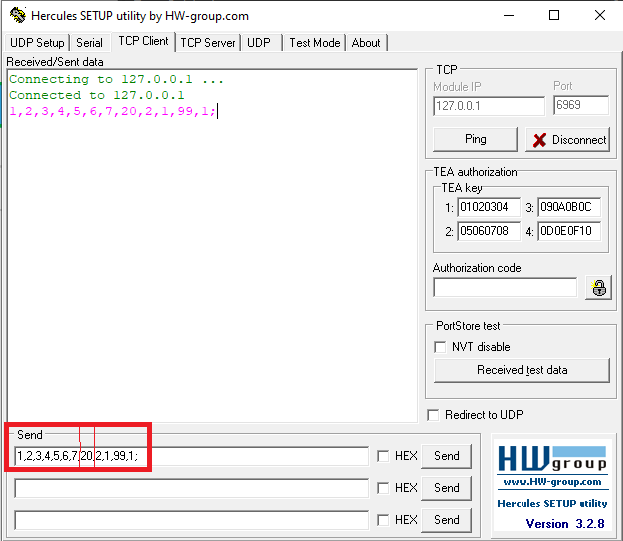 Hercules SETUP utility by HW-group.com
UDP Setup Serial TCP Client TCP Server UDP Test Mode About
Received/Sent data
Connecting to 127.0.0.1 ...
Connected to 127.0.0.1
1,2,3,4,5,6,7,20,2,1,99,1;
TCP
Module IP Port
127.0.0.1 6969
Ping Disconnect
TEA authorization
TEA key
1: 01020304 3: 090A0B0C
2: 05060708 4: 0D0E0F10
Authorization code
PortStore test
NVT disable
Received test data
Redirect to UDP
Send
1,2,3,4,5,6,7,20,2,1,99,1; HEX Send
HEX Send
HEX Send
HW group
www.HW-group.com
Hercules SETUP utility
Version 3.2.8